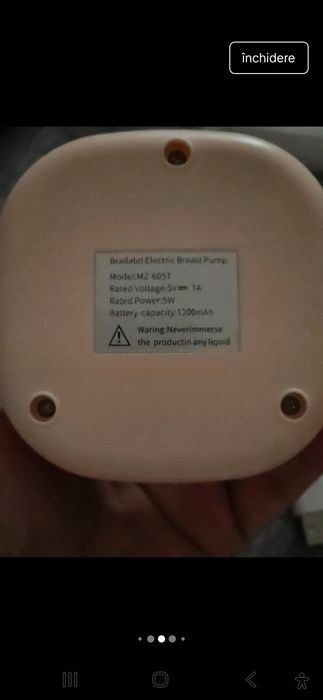 închidere
Brailatel Electric Breast Pump
Model:MZ-605T
Rated Voltage:5V⎓ 1A
Rated Power:5W
Battery capacity:1200mAh
Waring:Neverimmerse
the productin any liquid